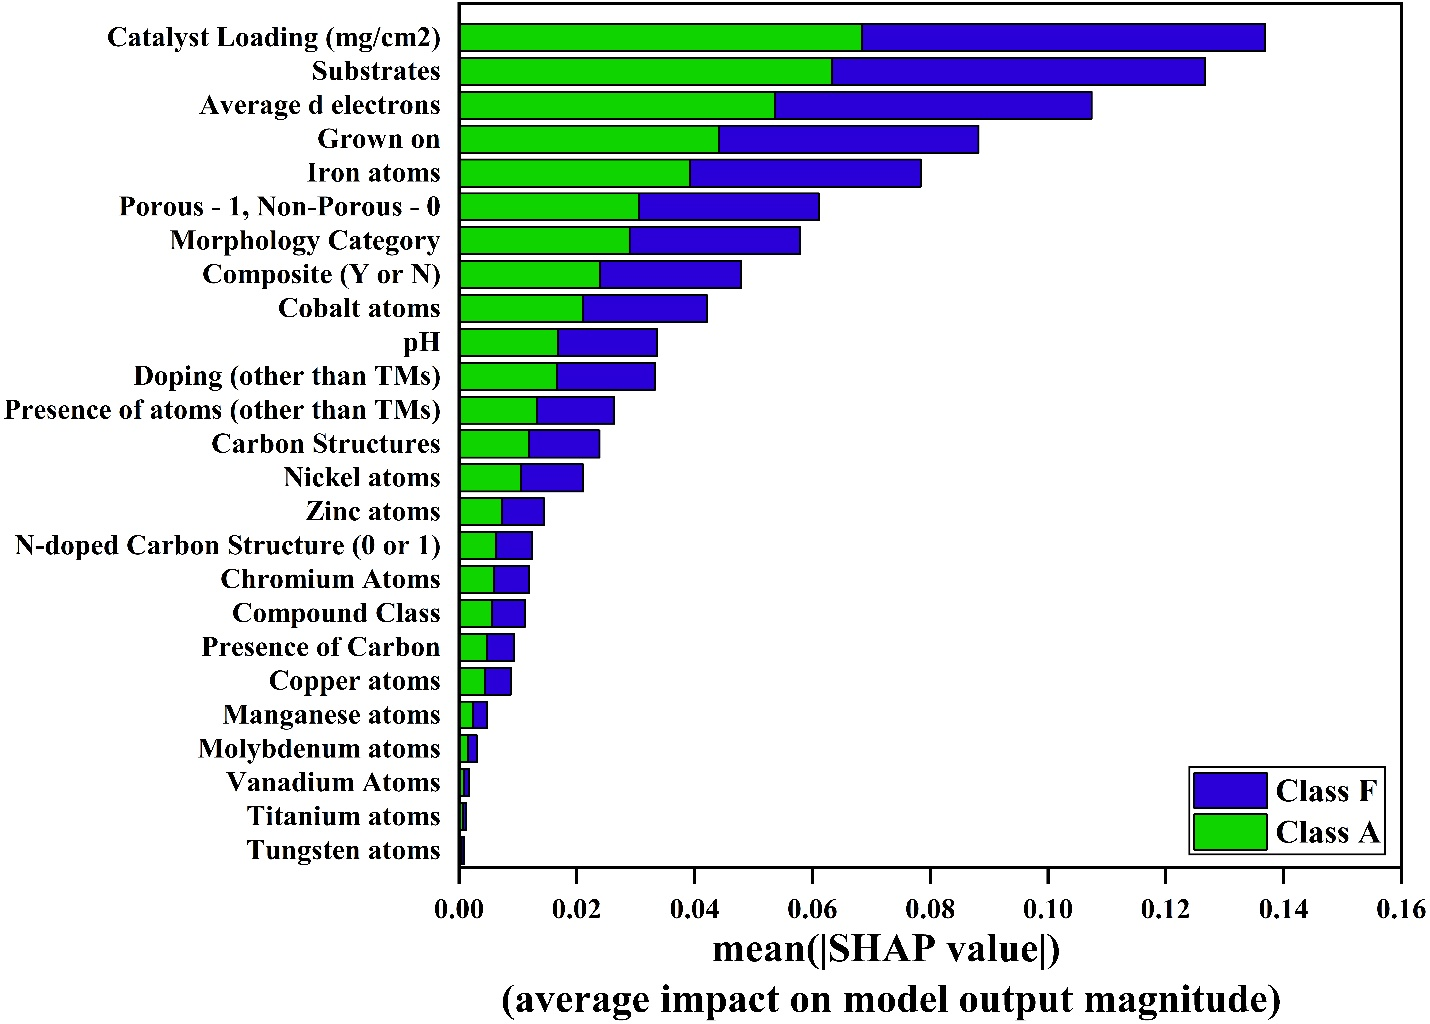 Catalyst Loading (mg/cm2)
Substrates
Average d electrons
Grown on
Iron atoms
Porous - 1, Non-Porous - 0
Morphology Category
Composite (Y or N)
Cobalt atoms
pH
Doping (other than TMs)
Presence of atoms (other than TMs)
Carbon Structures
Nickel atoms
Zinc atoms
N-doped Carbon Structure (0 or 1)
Chromium Atoms
Compound Class
Presence of Carbon
Copper atoms
Manganese atoms
Molybdenum atoms
Vanadium Atoms
Titanium atoms
Tungsten atoms
Class F
Class A
0.00 0.02 0.04 0.06 0.08 0.10 0.12 0.14 0.16
mean(|SHAP value|)
(average impact on model output magnitude)